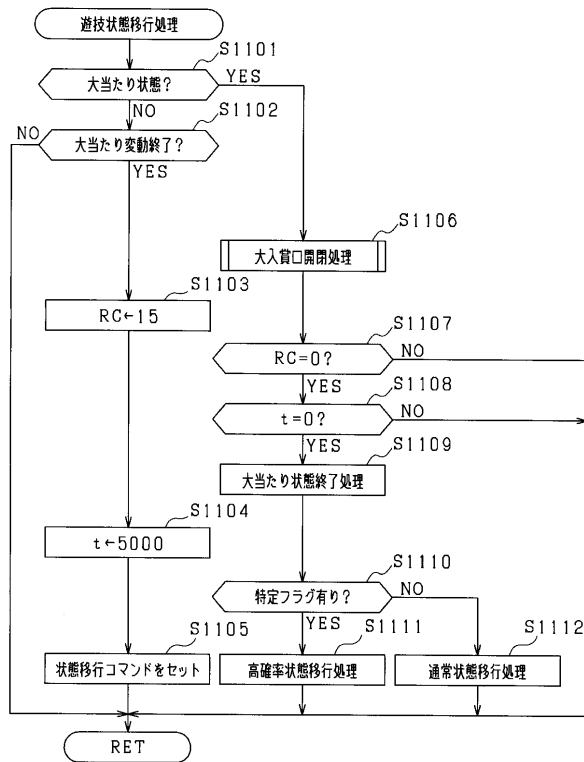 遊技状態移行処理
S1101
大当たり状態?
YES
NO
S1102
NO
大当たり変動終了?
YES
S1106
大入賞口開閉処理
S1103
RC←15
S1107
RC=0?
NO
YES
S1108
t=0?
NO
YES
S1109
大当たり状態終了処理
S1104
t←5000
S1110
特定フラグ有り?
NO
YES
S1105
状態移行コマンドをセット
S1111
高確率状態移行処理
S1112
通常状態移行処理
RET